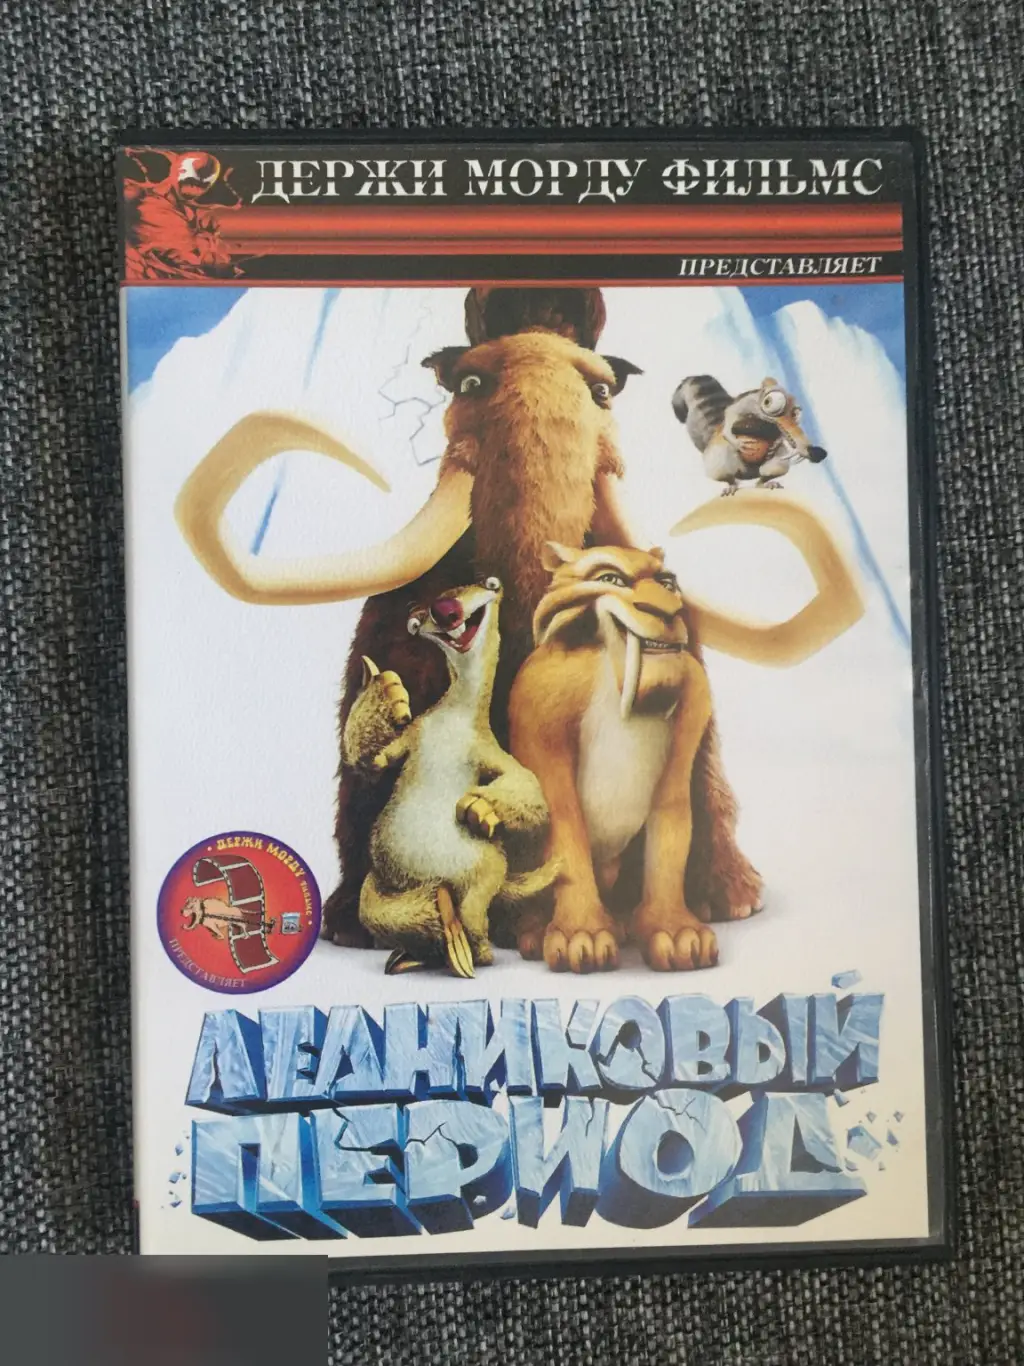 ДЕРЖИ МОРДУ ФИЛЬМС
ПРЕДСТАВЛЯЕТ
• ДЕРЖИ МОРДУ ФИЛЬМС •
ПРЕДСТАВЛЯЕТ
ЛЕДНИКОВЫЙ
ПЕРИОД